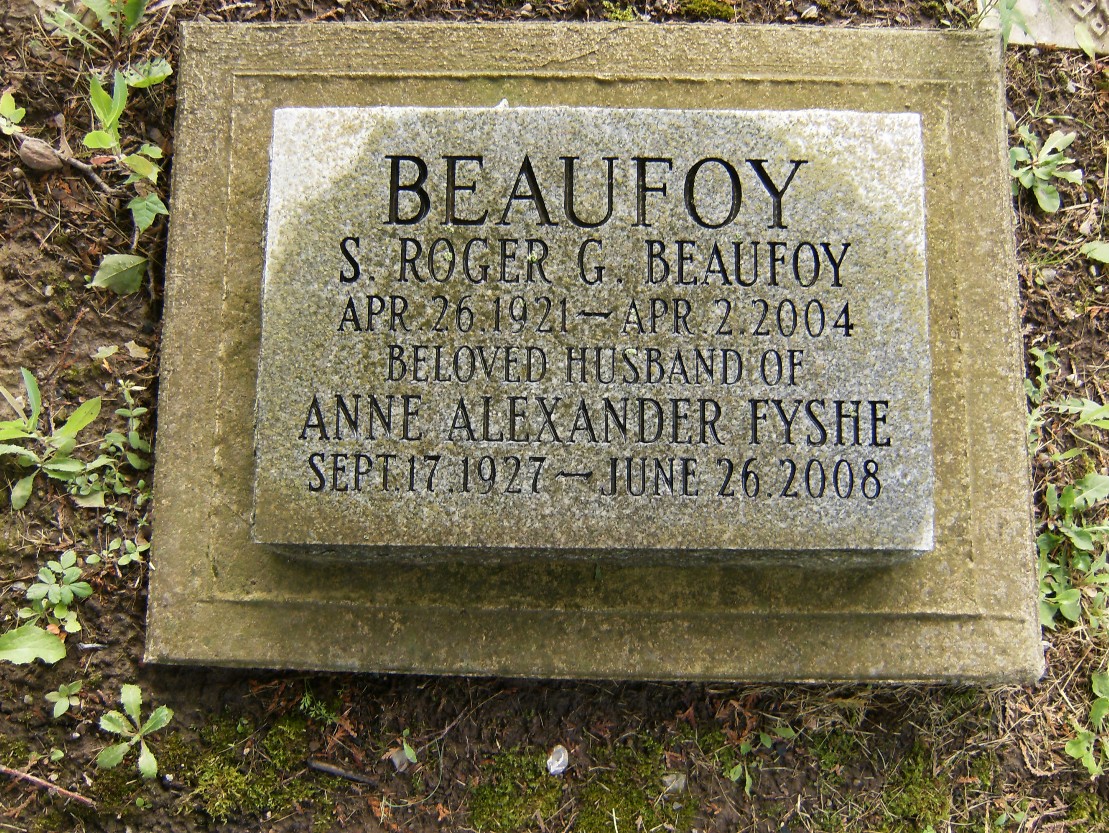 BEAUFOY
S. ROGER G. BEAUFOY
APR. 26. 1921 ~ APR. 2. 2004
BELOVED HUSBAND OF
ANNE ALEXANDER FYSHE
SEPT. 17. 1927 ~ JUNE 26. 2008